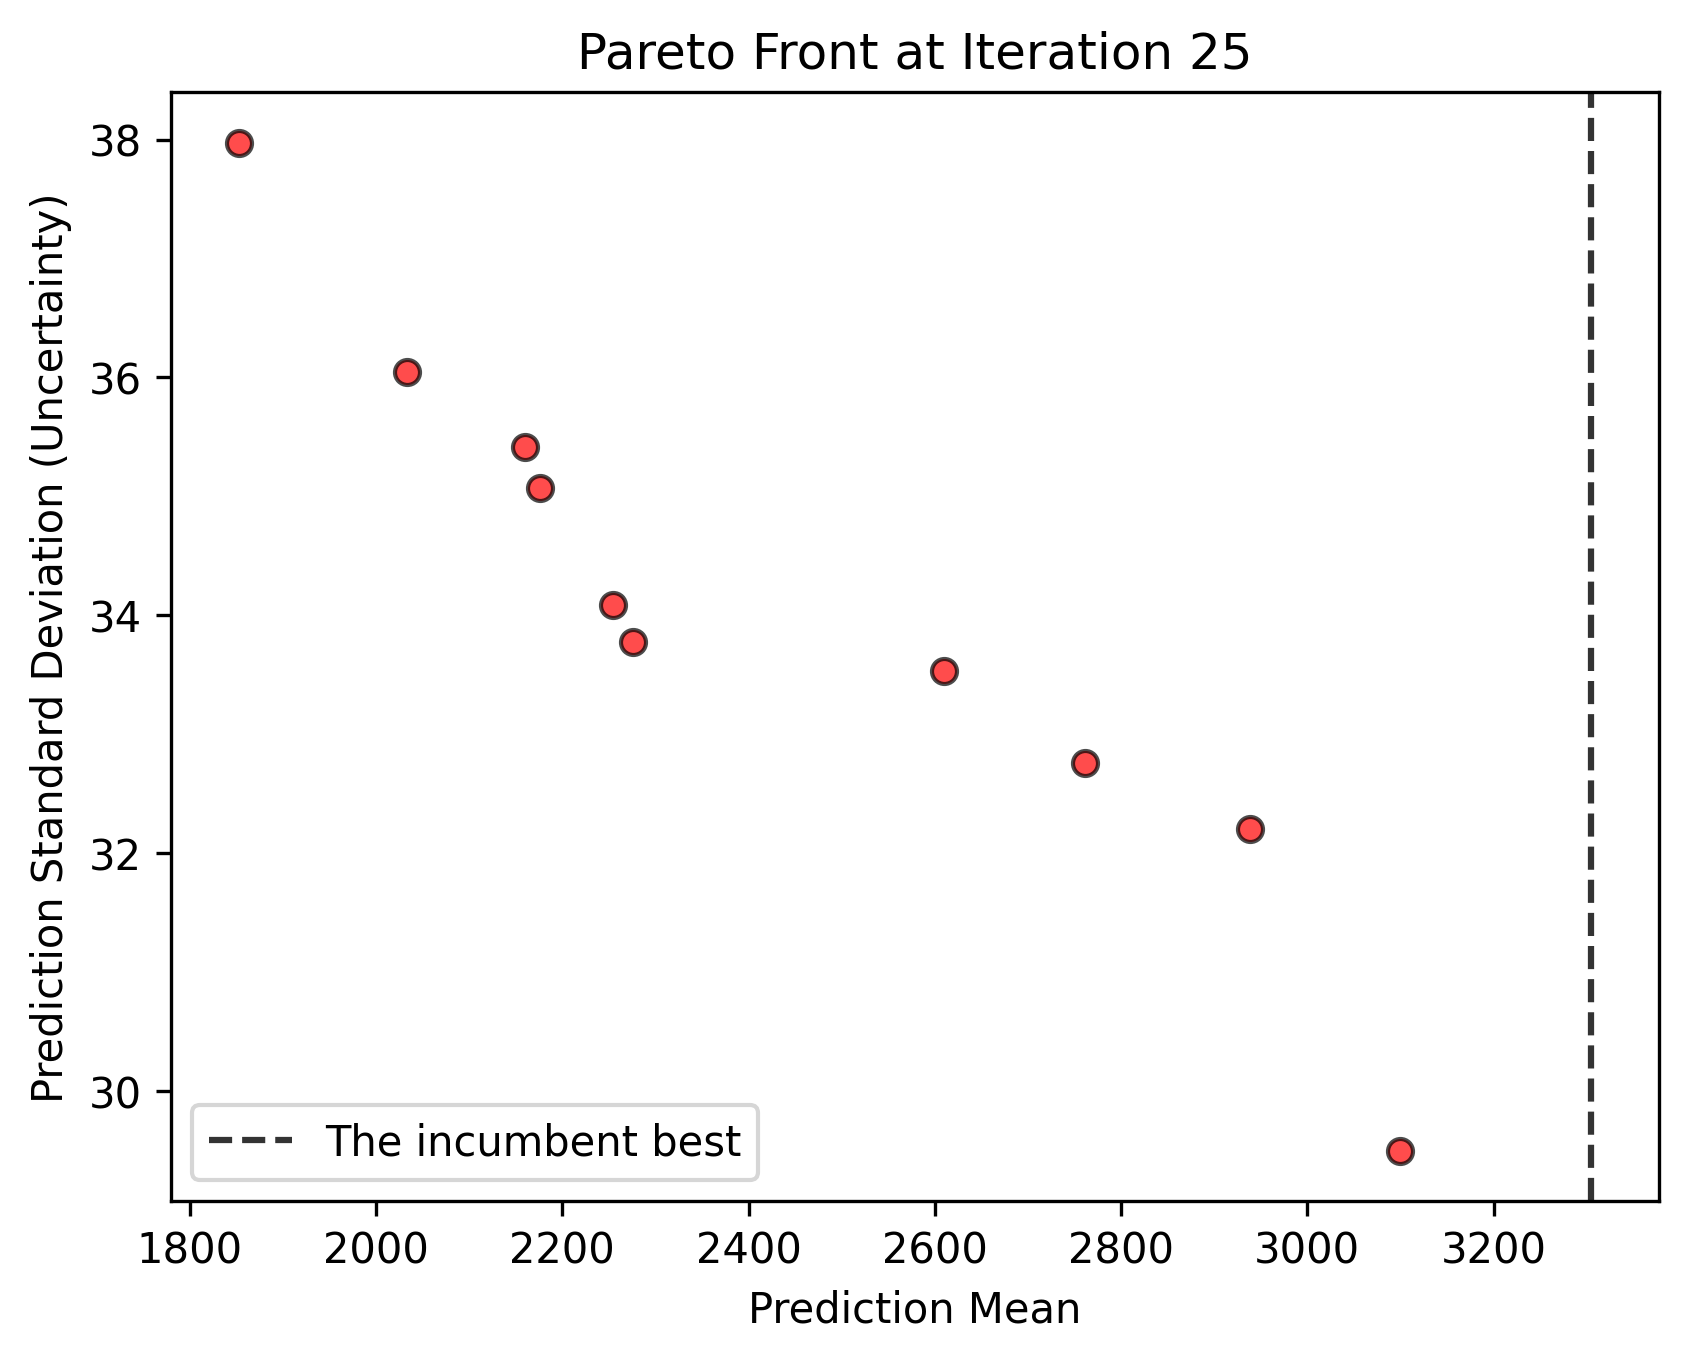 Pareto Front at Iteration 25
Prediction Standard Deviation (Uncertainty)
38
36
34
32
30
The incumbent best
1800 2000 2200 2400 2600 2800 3000 3200
Prediction Mean